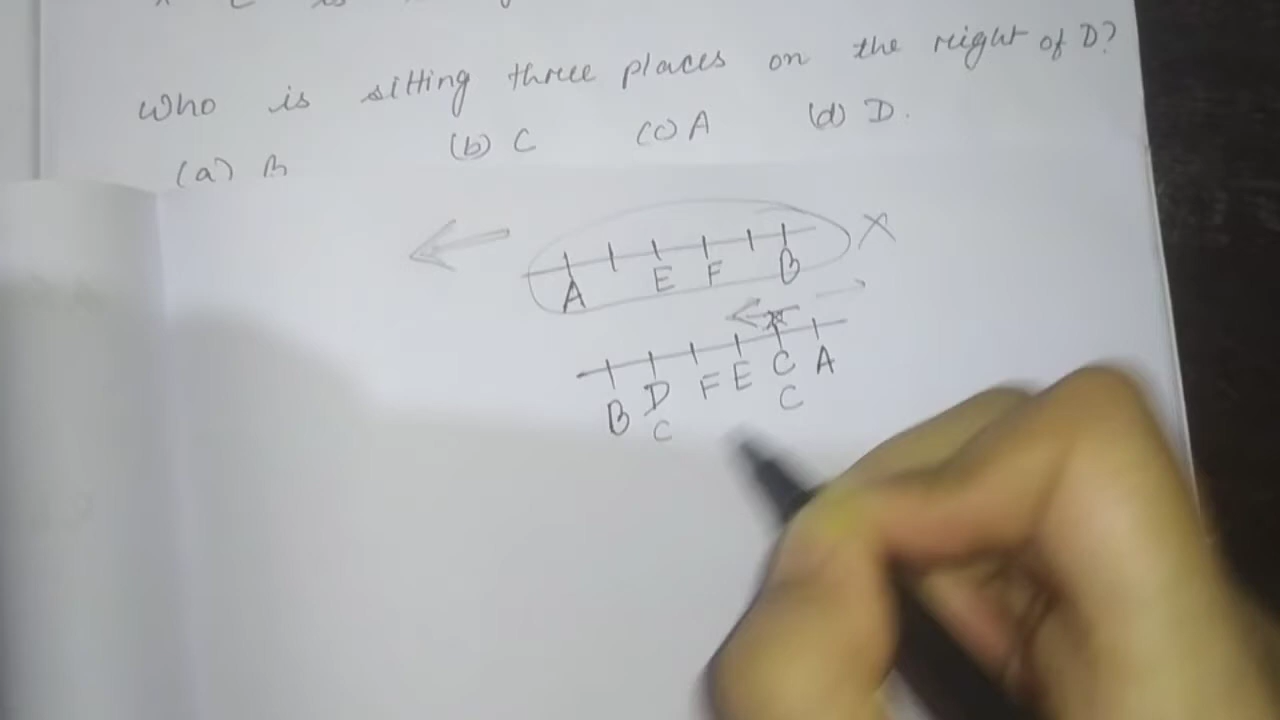 who is sitting three places on the right of D?
(a) B (b) C (c) A (d) D.
A E F B X
B D F E C A
C C